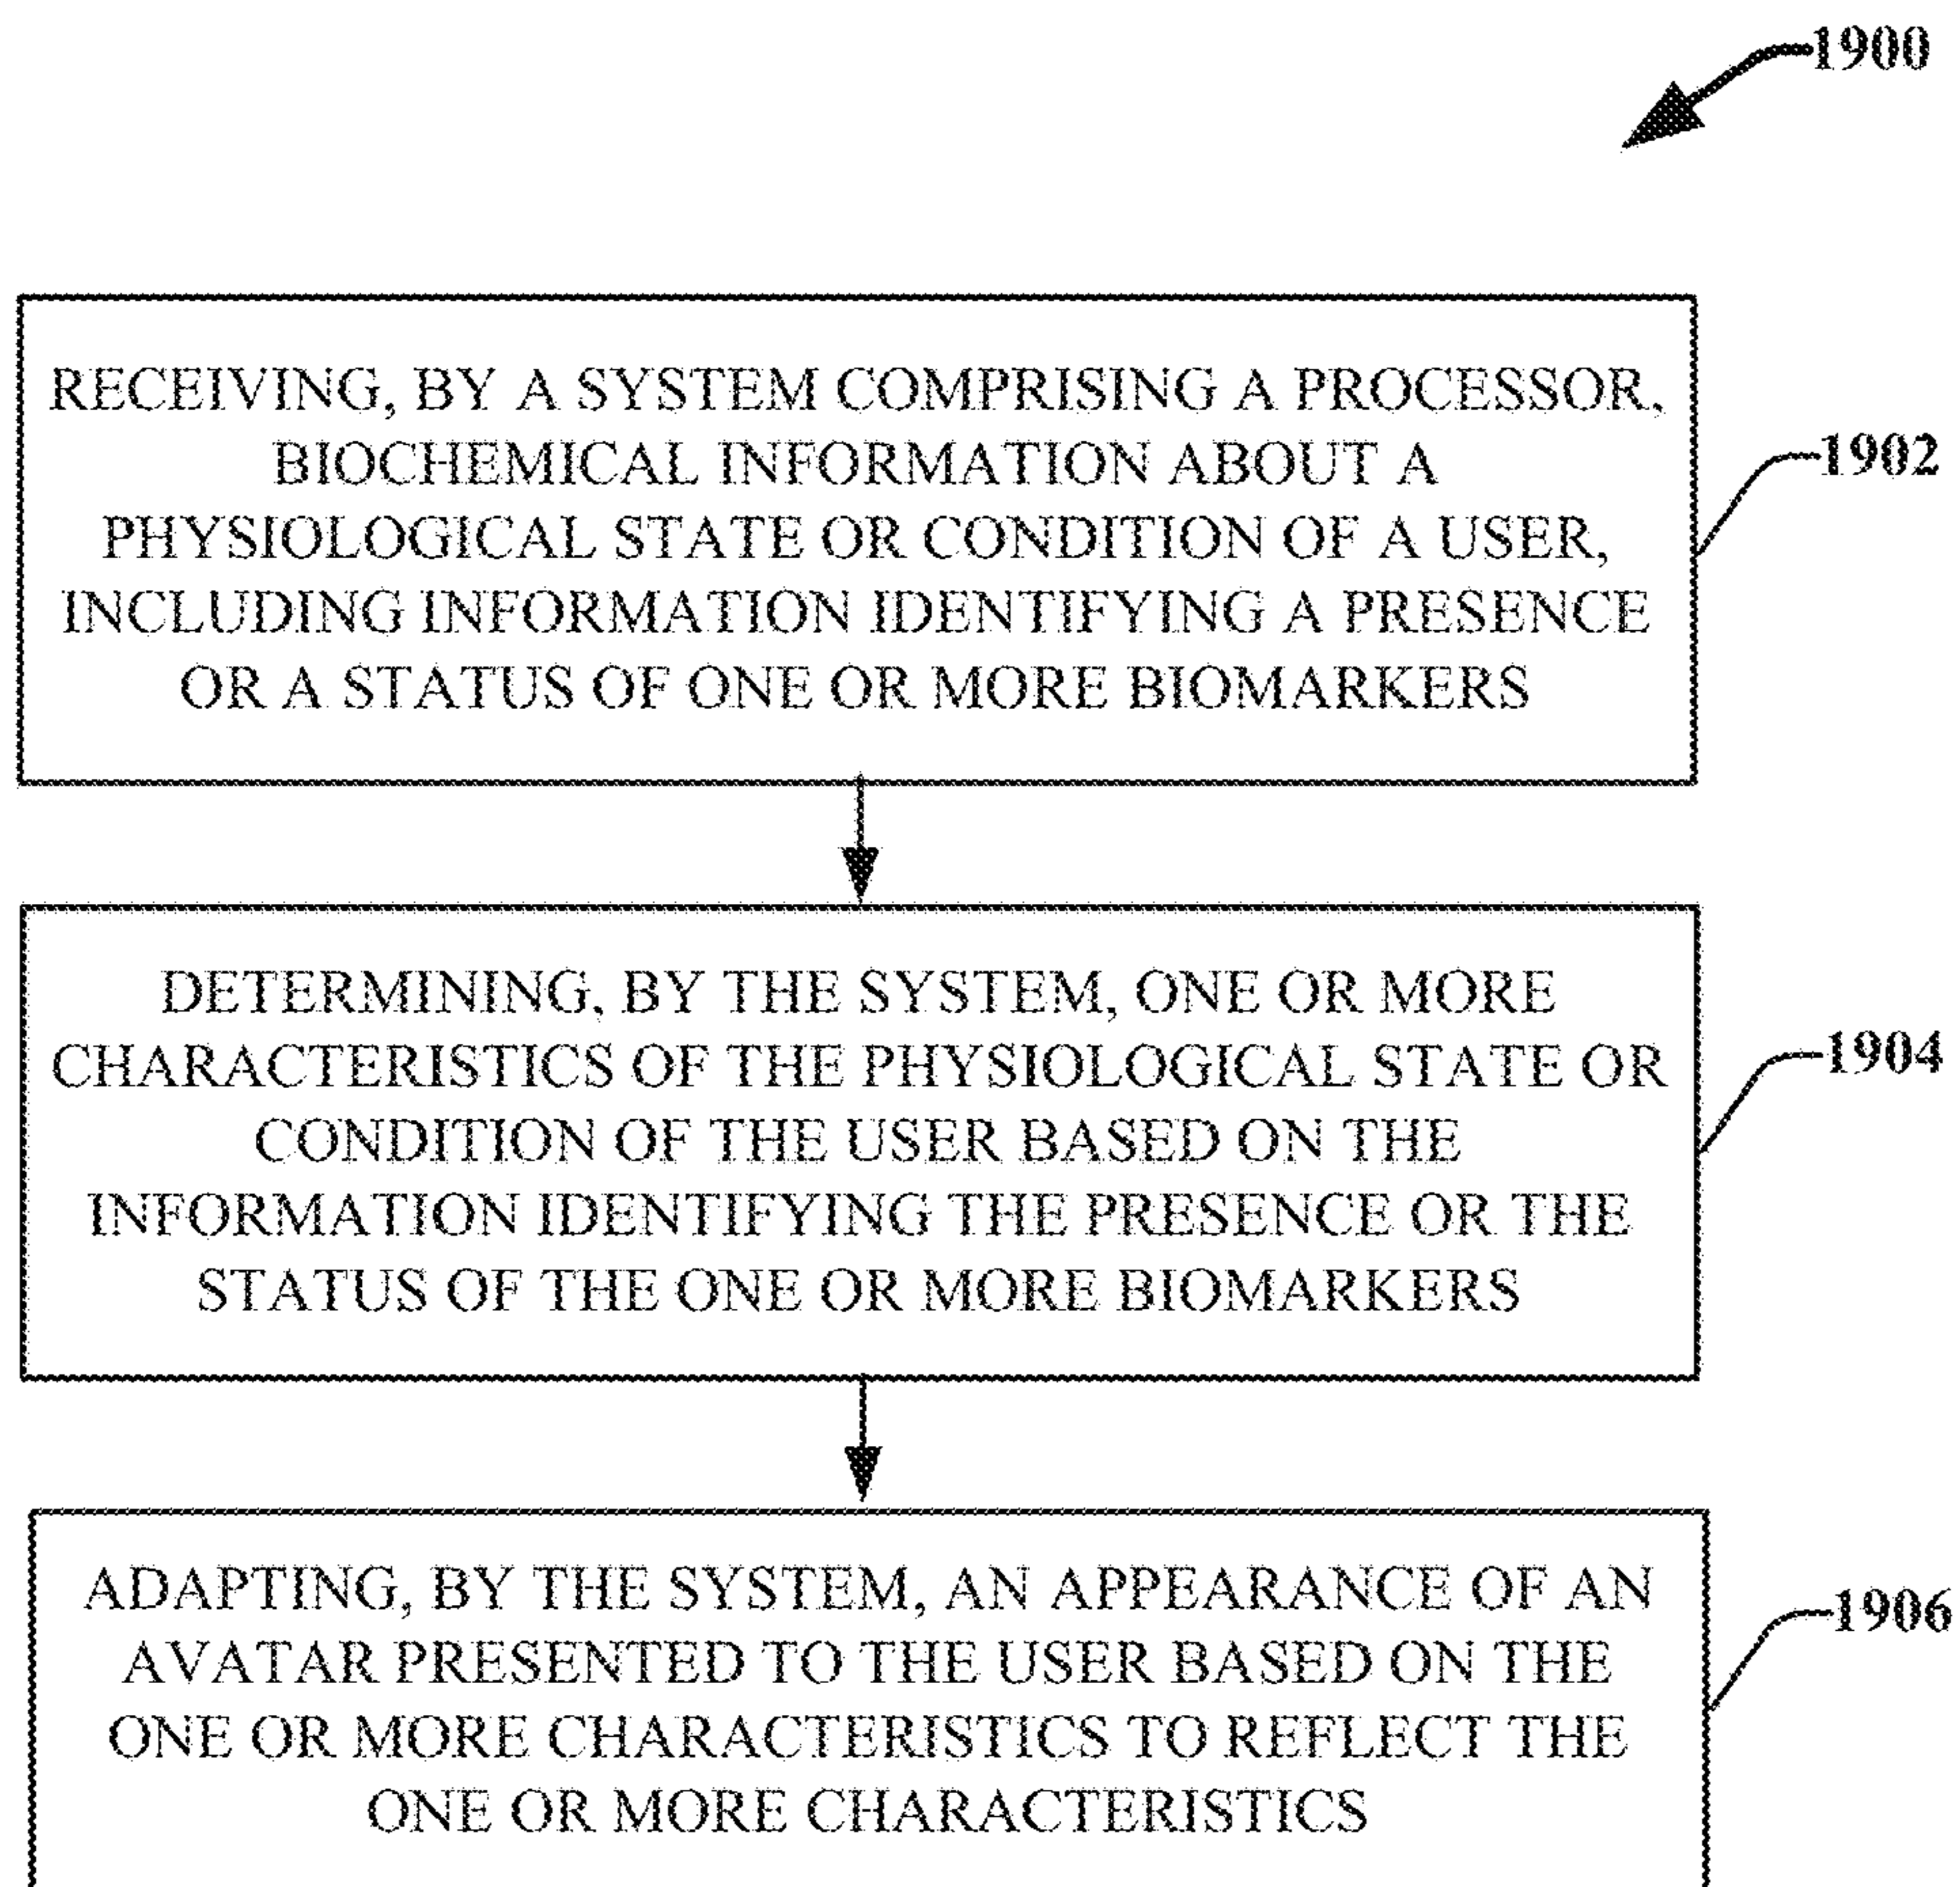 1900
RECEIVING, BY A SYSTEM COMPRISING A PROCESSOR,
BIOCHEMICAL INFORMATION ABOUT A
PHYSIOLOGICAL STATE OR CONDITION OF A USER,
INCLUDING INFORMATION IDENTIFYING A PRESENCE
OR A STATUS OF ONE OR MORE BIOMARKERS
1902
DETERMINING, BY THE SYSTEM, ONE OR MORE
CHARACTERISTICS OF THE PHYSIOLOGICAL STATE OR
CONDITION OF THE USER BASED ON THE
INFORMATION IDENTIFYING THE PRESENCE OR THE
STATUS OF THE ONE OR MORE BIOMARKERS
1904
ADAPTING, BY THE SYSTEM, AN APPEARANCE OF AN
AVATAR PRESENTED TO THE USER BASED ON THE
ONE OR MORE CHARACTERISTICS TO REFLECT THE
ONE OR MORE CHARACTERISTICS
1906